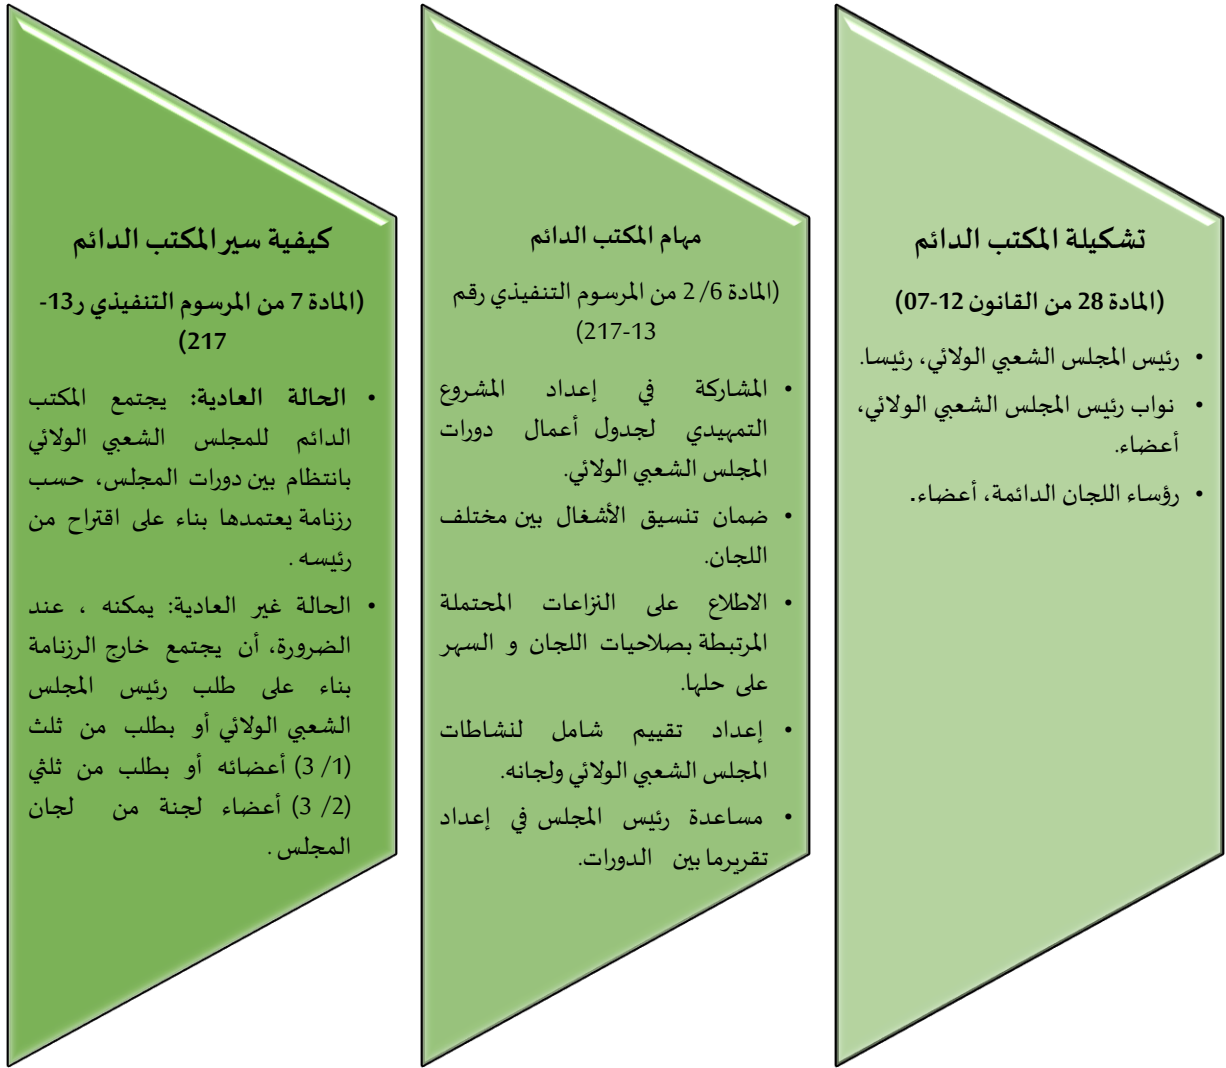 تشكيلة المكتب الدائم
(المادة 28 من القانون 12-07)
• رئيس المجلس الشعبي الولائي، رئيسا.
• نواب رئيس المجلس الشعبي الولائي،
أعضاء.
• رؤساء اللجان الدائمة، أعضاء.
مهام المكتب الدائم
(المادة 6/ 2 من المرسوم التنفيذي رقم
13-217)
• المشاركة في إعداد المشروع
التمهيدي لجدول أعمال دورات
المجلس الشعبي الولائي.
• ضمان تنسيق الأشغال بين مختلف
اللجان.
• الاطلاع على النزاعات المحتملة
المرتبطة بصلاحيات اللجان و السهر
على حلها.
• إعداد تقييم شامل لنشاطات
المجلس الشعبي الولائي ولجانه.
• مساعدة رئيس المجلس في إعداد
تقريرما بين الدورات.
كيفية سير المكتب الدائم
(المادة 7 من المرسوم التنفيذي ر13-
217)
• الحالة العادية: يجتمع المكتب
الدائم للمجلس الشعبي الولائي
بانتظام بين دورات المجلس، حسب
رزنامة يعتمدها بناء على اقتراح من
رئيسه .
• الحالة غير العادية: يمكنه ، عند
الضرورة، أن يجتمع خارج الرزنامة
بناء على طلب رئيس المجلس
الشعبي الولائي أو بطلب من ثلث
(1/ 3) أعضائه أو بطلب من ثلثي
(2/ 3) أعضاء لجنة من لجان
المجلس .